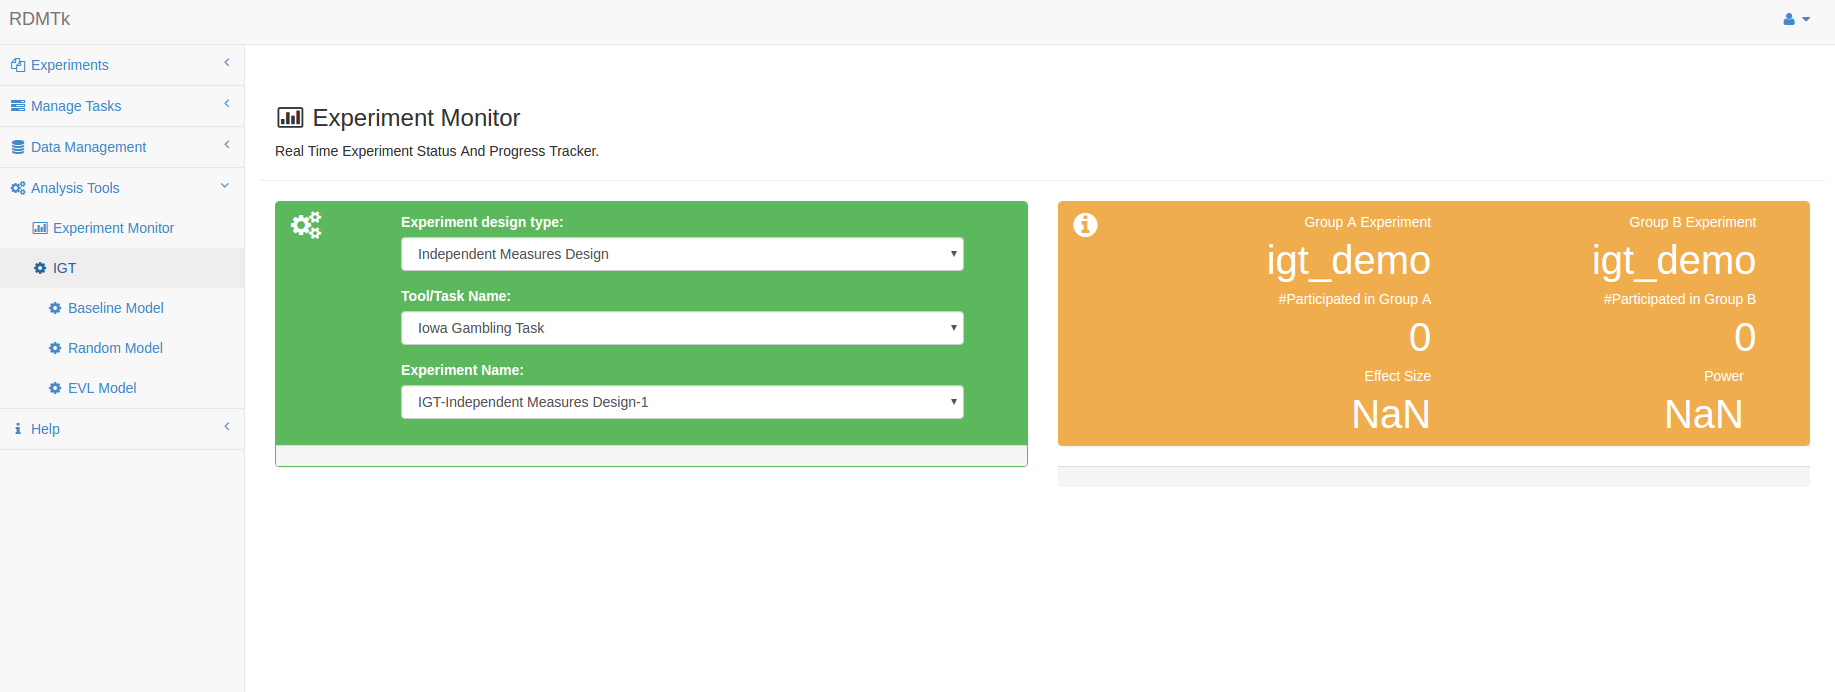 RDMTk
Experiments
Manage Tasks
Data Management
Analysis Tools
Experiment Monitor
IGT
Baseline Model
Random Model
EVL Model
Help
Experiment Monitor
Real Time Experiment Status And Progress Tracker.
Experiment design type:
Independent Measures Design
Tool/Task Name:
Iowa Gambling Task
Experiment Name:
IGT-Independent Measures Design-1
Group A Experiment
igt_demo
#Participated in Group A
0
Effect Size
NaN
Group B Experiment
igt_demo
#Participated in Group B
0
Power
NaN